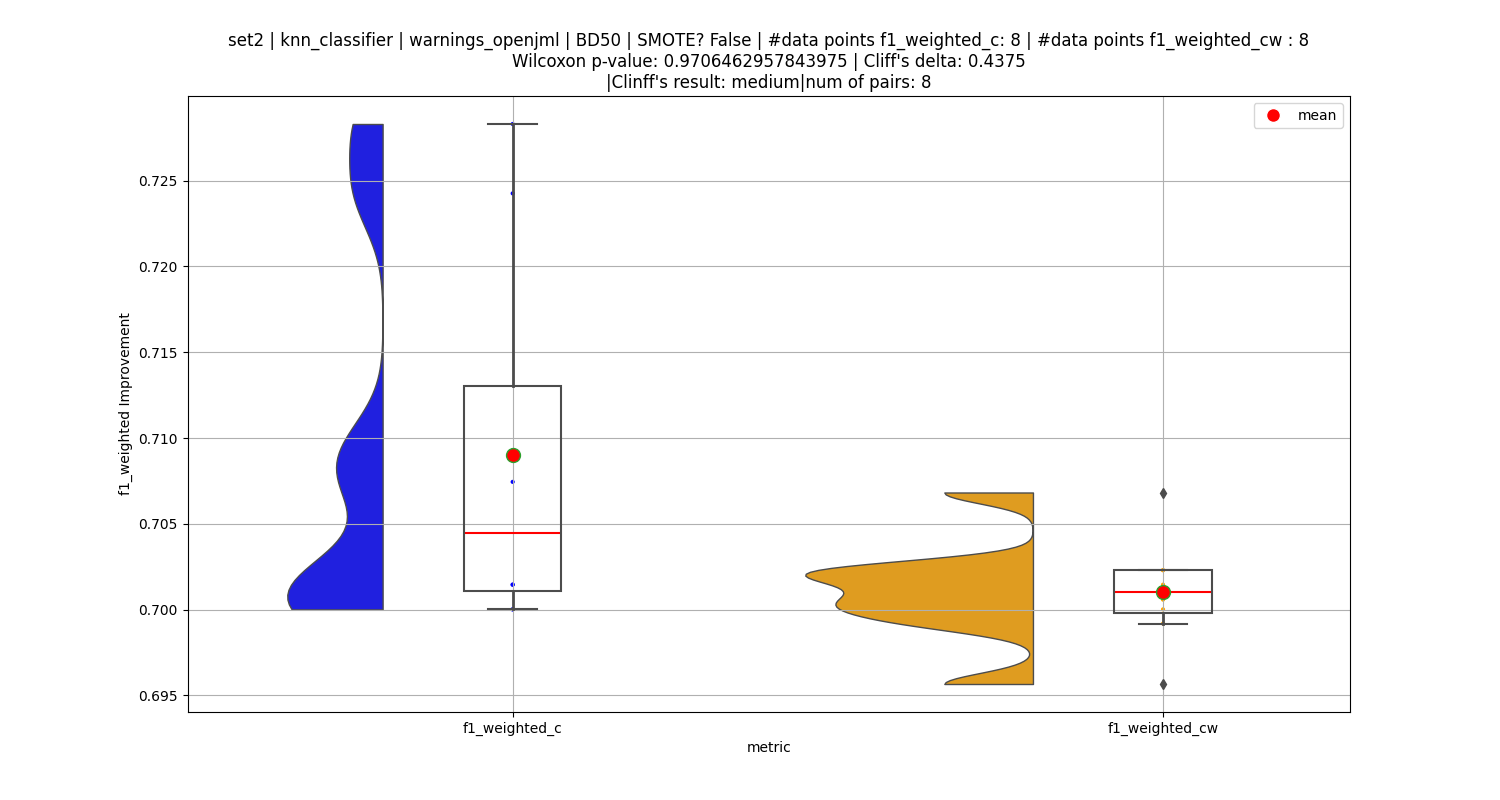 set2 | knn_classifier | warnings_openjml | BD50 | SMOTE? False | #data points f1_weighted_c: 8 | #data points f1_weighted_cw : 8
Wilcoxon p-value: 0.9706462957843975 | Cliff's delta: 0.4375
|Clinff's result: medium|num of pairs: 8
mean
f1_weighted Improvement
0.725
0.720
0.715
0.710
0.705
0.700
0.695
f1_weighted_c
f1_weighted_cw
metric